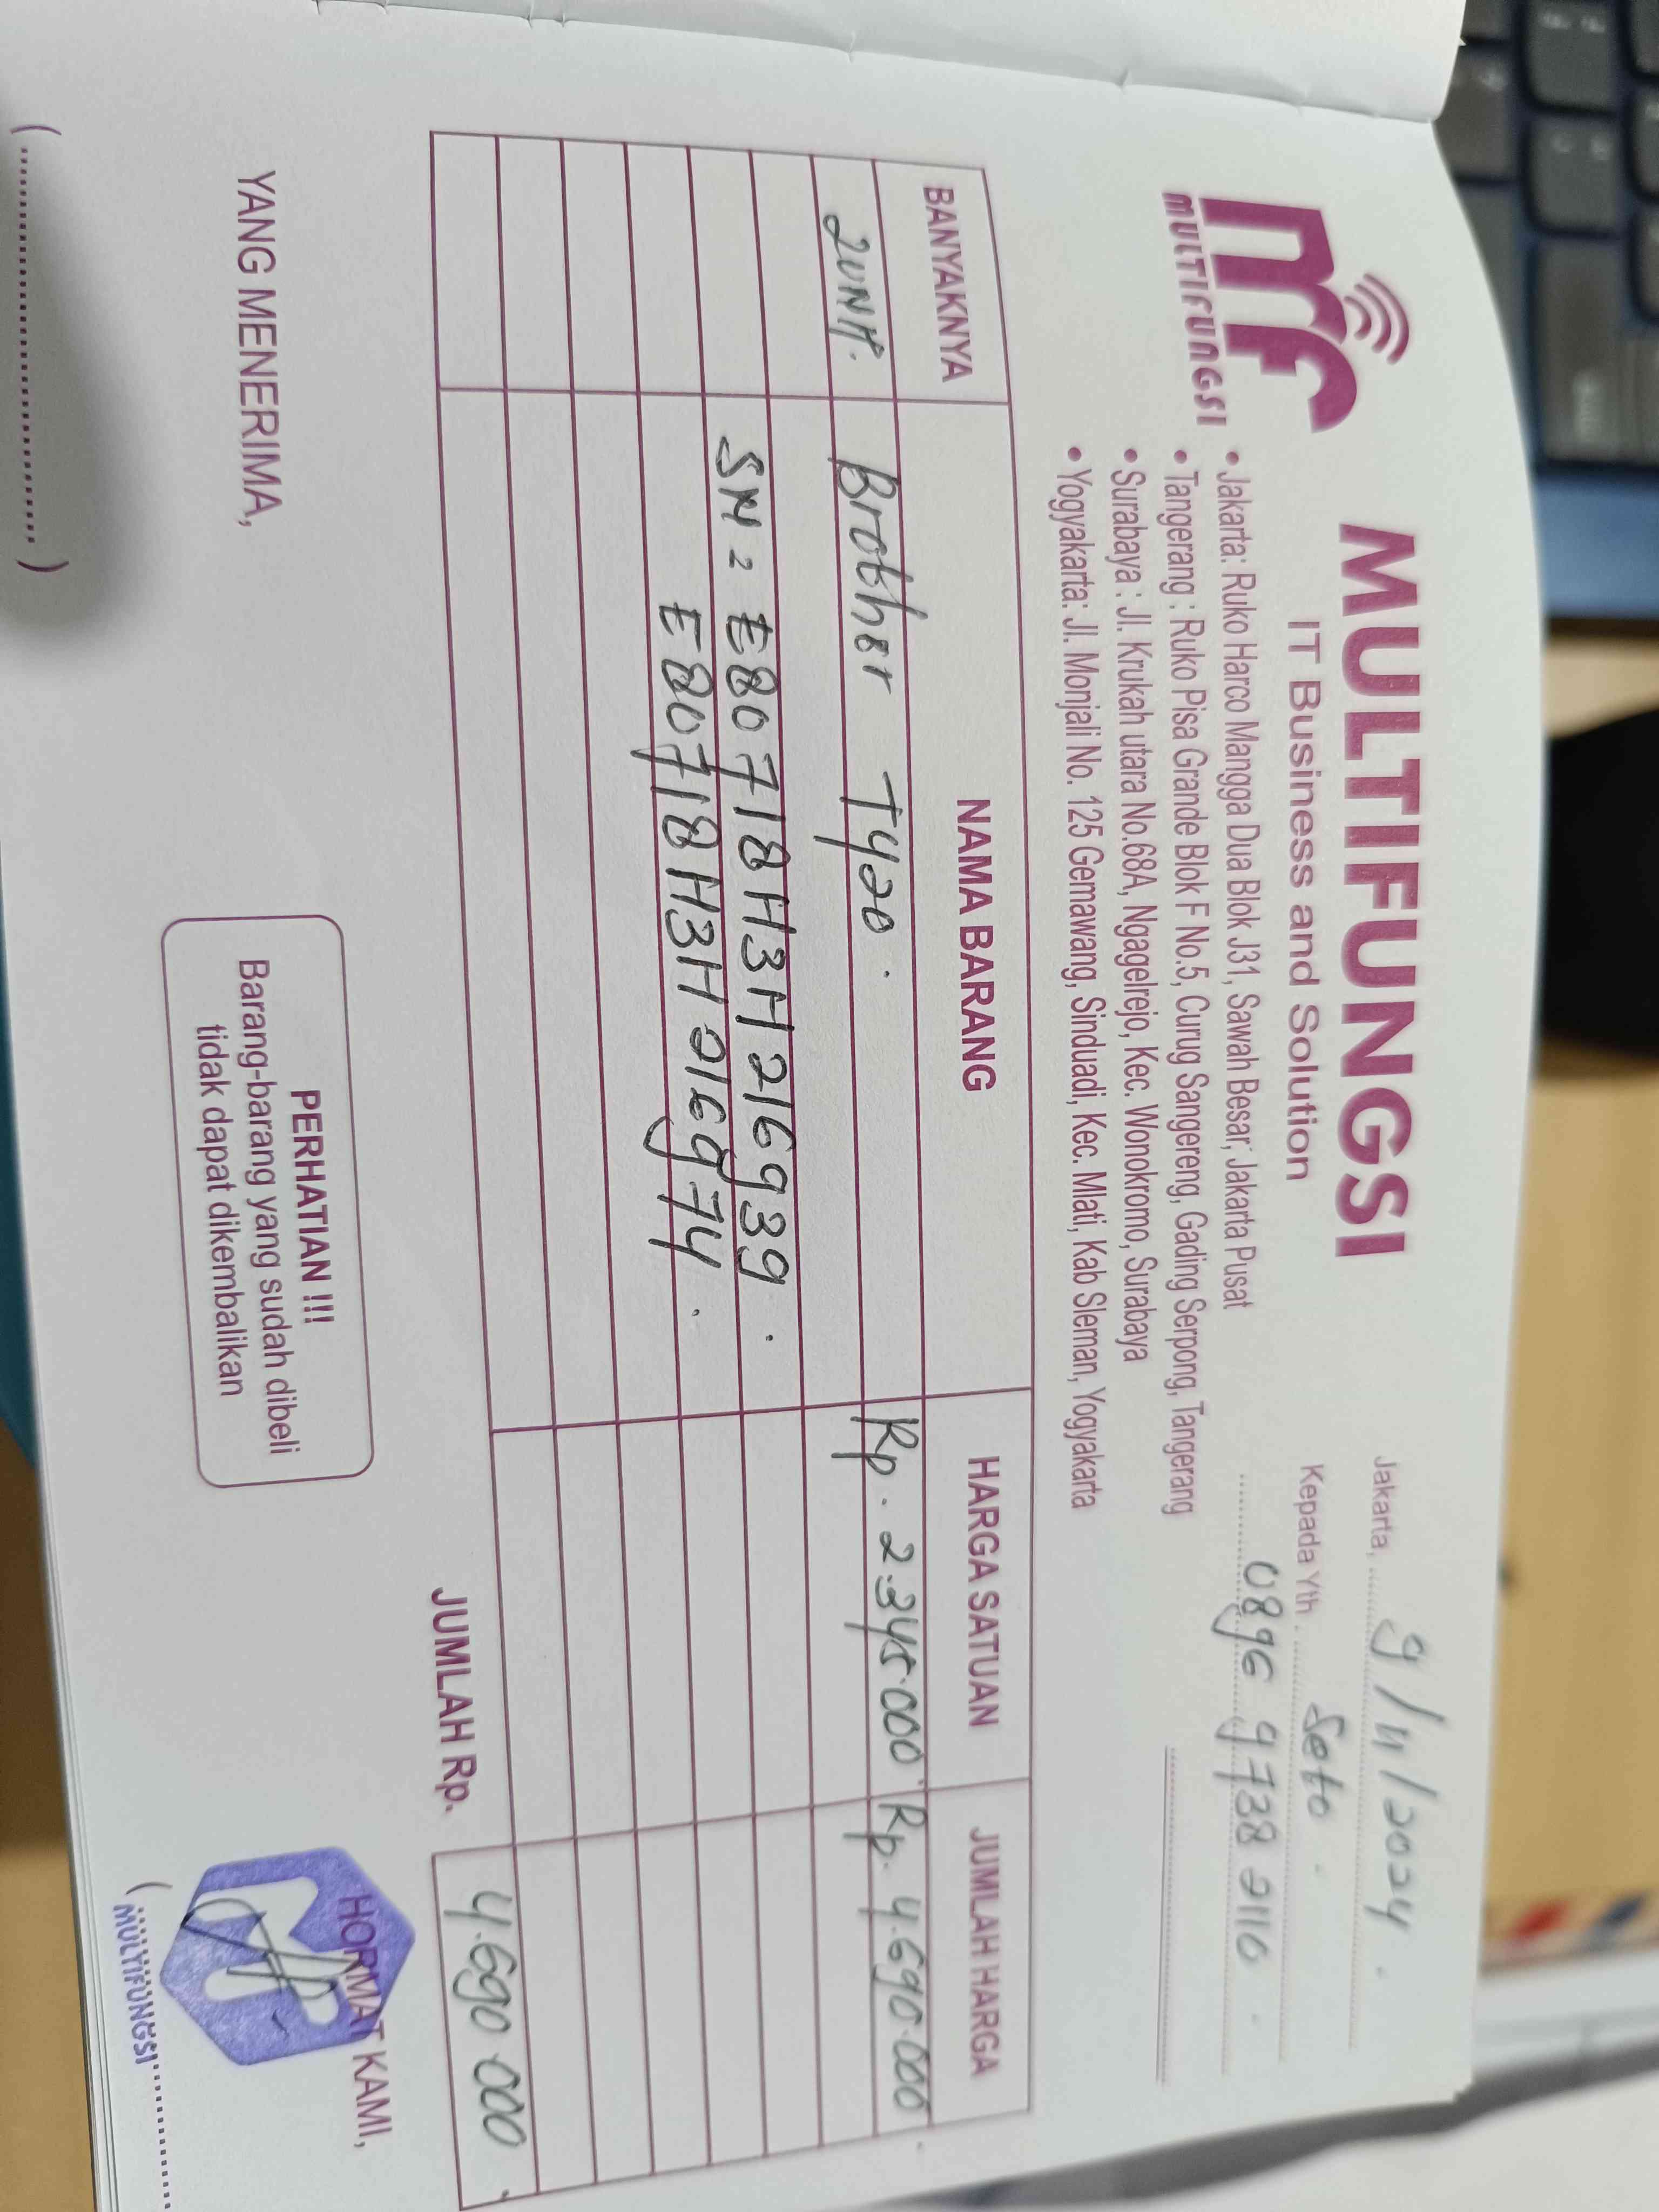 MULTIFUNGSI
MULTIFUNGSI
IT Business and Solution
• Jakarta: Ruko Harco Mangga Dua Blok J31, Sawah Besar, Jakarta Pusat
• Tangerang : Ruko Pisa Grande Blok F No.5, Curug Sangereng, Gading Serpong, Tangerang
• Surabaya : Jl. Krukah utara No.68A, Ngagelrejo, Kec. Wonokromo, Surabaya
• Yogyakarta: Jl. Monjali No. 125 Gemawang, Sinduadi, Kec. Mlati, Kab Sleman, Yogyakarta
Jakarta, 9/11/2024
Kepada Yth. Seto
0896 9738 2110
BANYAKNYA NAMA BARANG HARGA SATUAN JUMLAH HARGA
2 Unit Brother T420 Rp. 2.345.000 Rp. 4.690.000
SN : E80718H3H216939
E80718H3H216974
JUMLAH Rp. 4.690 000
YANG MENERIMA,
PERHATIAN !!!
Barang-barang yang sudah dibeli
tidak dapat dikembalikan
HORMAT KAMI,
MULTIFUNGSI